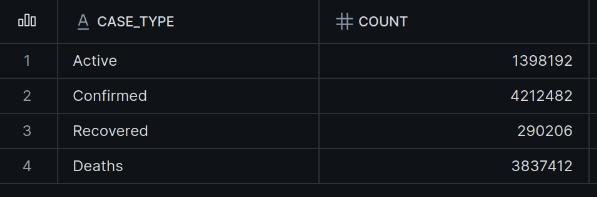 A CASE_TYPE # COUNT
1 Active 1398192
2 Confirmed 4212482
3 Recovered 290206
4 Deaths 3837412